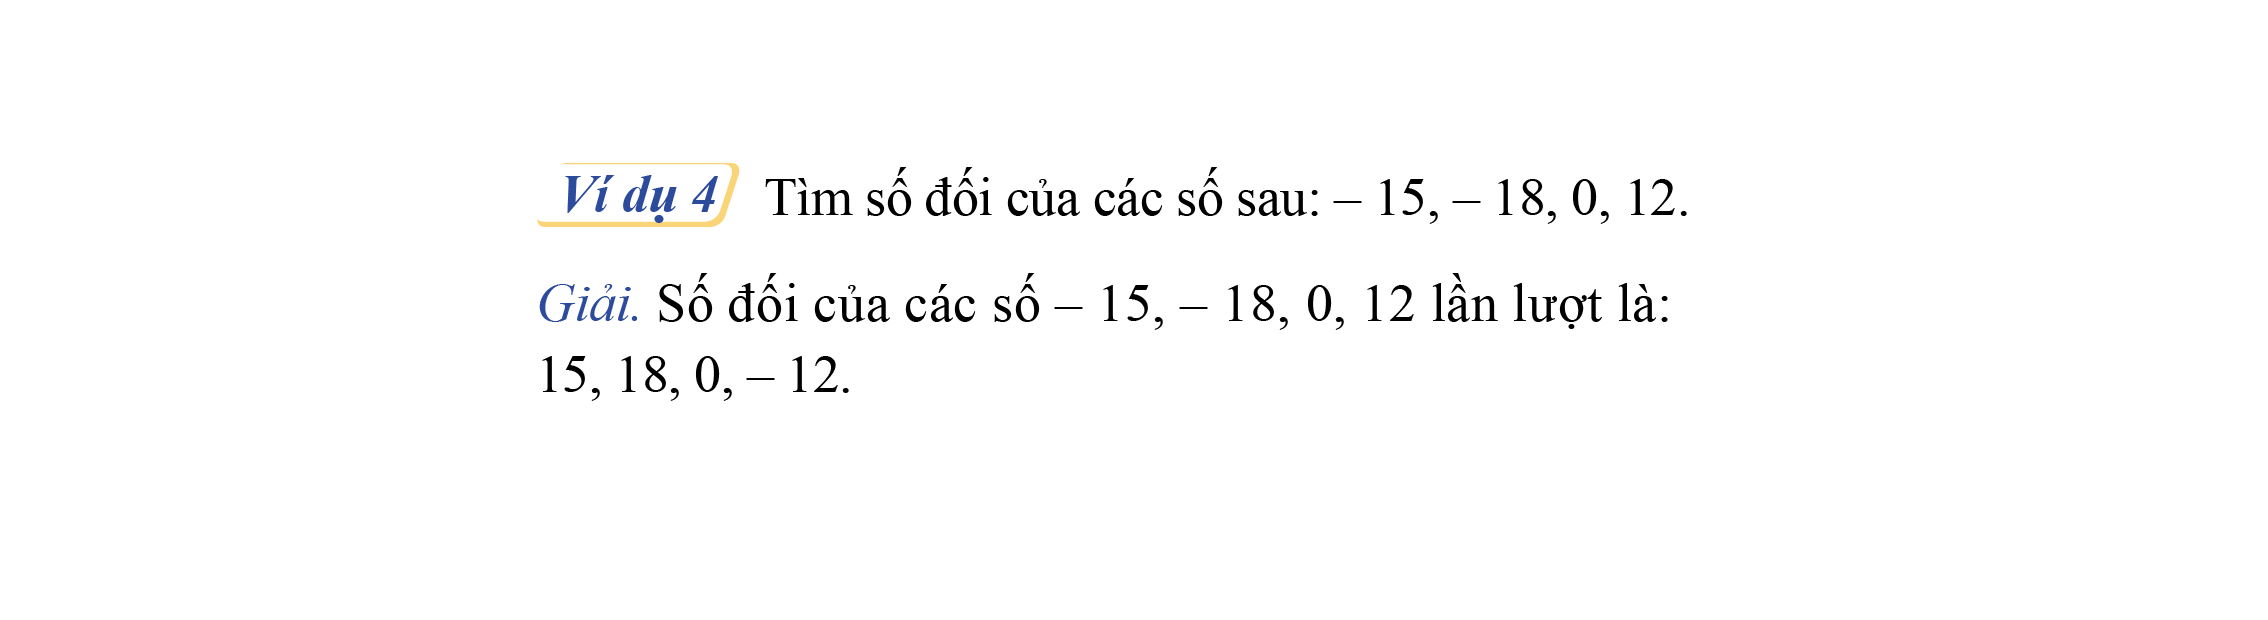 Ví dụ 4 Tìm số đối của các số sau: – 15, – 18, 0, 12.
Giải. Số đối của các số – 15, – 18, 0, 12 lần lượt là:
15, 18, 0, – 12.